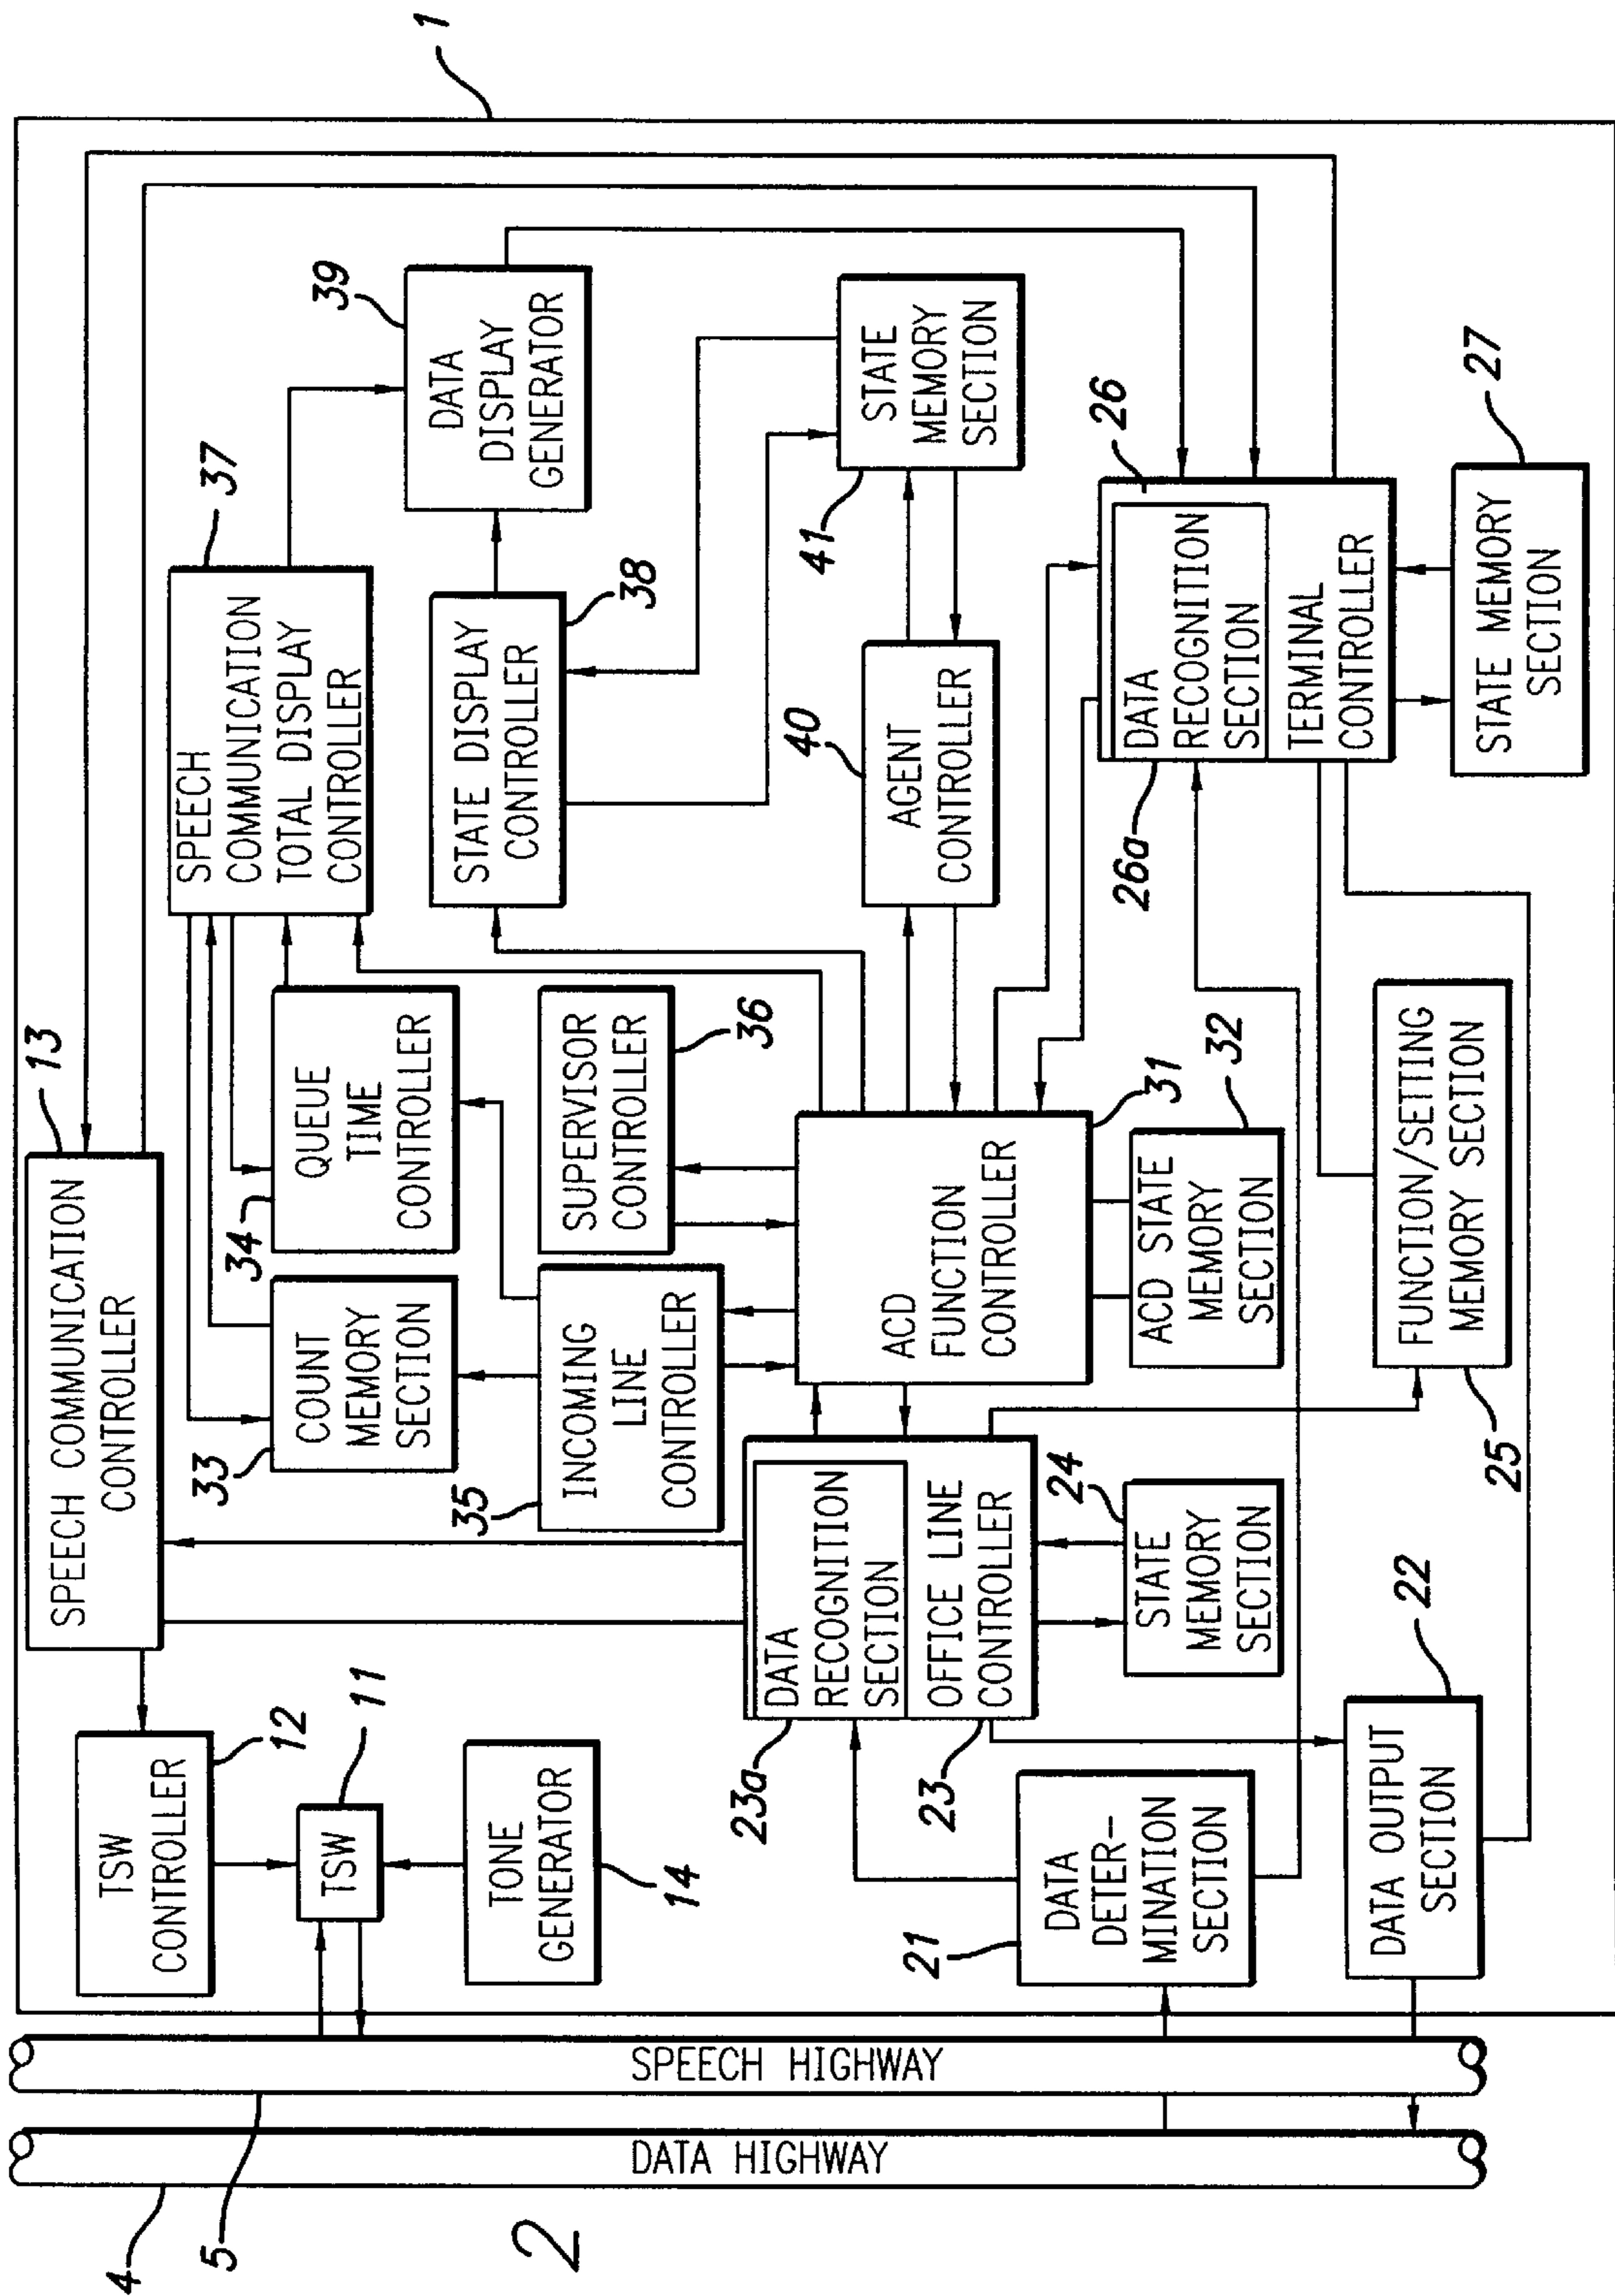 1
SPEECH COMMUNICATION
CONTROLLER
13
TSW
CONTROLLER
12
TSW
11
TONE
GENERATOR
14
COUNT
MEMORY
SECTION
33
QUEUE
TIME
CONTROLLER
34
SPEECH
COMMUNICATION
TOTAL DISPLAY
CONTROLLER
37
DATA
DISPLAY
GENERATOR
39
INCOMING
LINE
CONTROLLER
35
SUPERVISOR
CONTROLLER
36
STATE DISPLAY
CONTROLLER
38
DATA
RECOGNITION
SECTION
23a
OFFICE LINE
CONTROLLER
23
ACD
FUNCTION
CONTROLLER
31
AGENT
CONTROLLER
40
STATE
MEMORY
SECTION
41
DATA
DETER-
MINATION
SECTION
21
STATE
MEMORY
SECTION
24
ACD STATE
MEMORY
SECTION
32
DATA
RECOGNITION
SECTION
26a
TERMINAL
CONTROLLER
26
DATA OUTPUT
SECTION
22
FUNCTION/SETTING
MEMORY SECTION
25
STATE MEMORY
SECTION
27
SPEECH HIGHWAY
5
DATA HIGHWAY
4
2